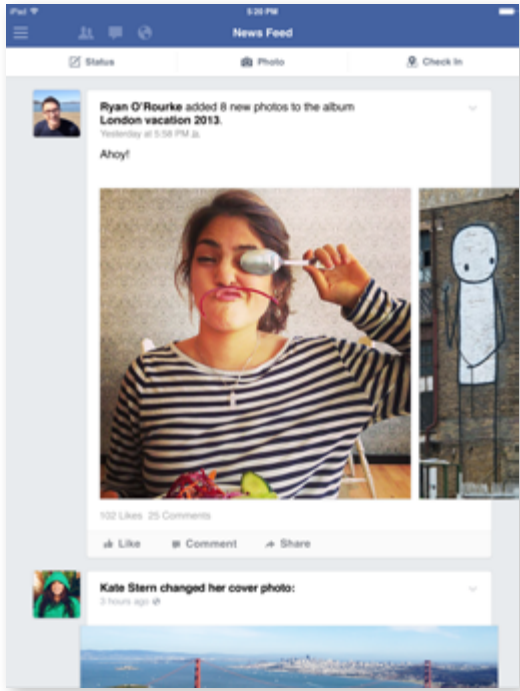 iPad
5:20 PM
News Feed
Status
Photo
Check In
Ryan O'Rourke added 8 new photos to the album
London vacation 2013.
Yesterday at 5:58 PM
Ahoy!
102 Likes 25 Comments
Like
Comment
Share
Kate Stern changed her cover photo:
3 hours ago